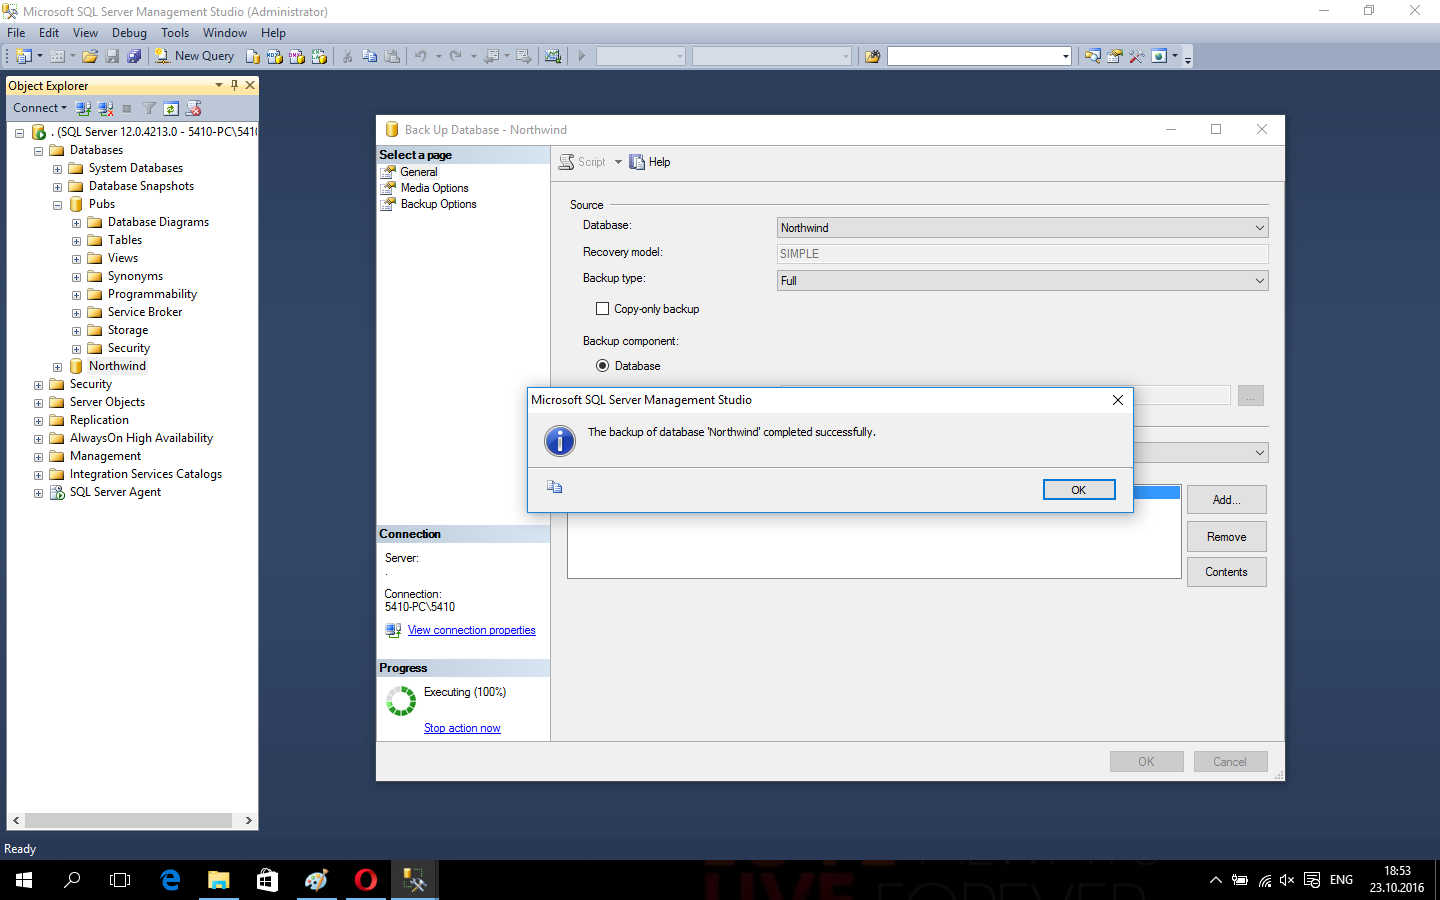 Microsoft SQL Server Management Studio (Administrator)
File Edit View Debug Tools Window Help
New Query
Object Explorer
Connect
. (SQL Server 12.0.4213.0 - 5410-PC\541
Databases
System Databases
Database Snapshots
Pubs
Database Diagrams
Tables
Views
Synonyms
Programmability
Service Broker
Storage
Security
Northwind
Security
Server Objects
Replication
AlwaysOn High Availability
Management
Integration Services Catalogs
SQL Server Agent
Back Up Database - Northwind
Select a page
General
Media Options
Backup Options
Script Help
Source
Database: Northwind
Recovery model: SIMPLE
Backup type: Full
Copy-only backup
Backup component:
Database
...
Microsoft SQL Server Management Studio
The backup of database 'Northwind' completed successfully.
OK
Add...
Remove
Contents
Connection
Server:
.
Connection:
5410-PC\5410
View connection properties
Progress
Executing (100%)
Stop action now
OK Cancel
Ready
LIVE FOREVER
ENG
18:53
23.10.2016